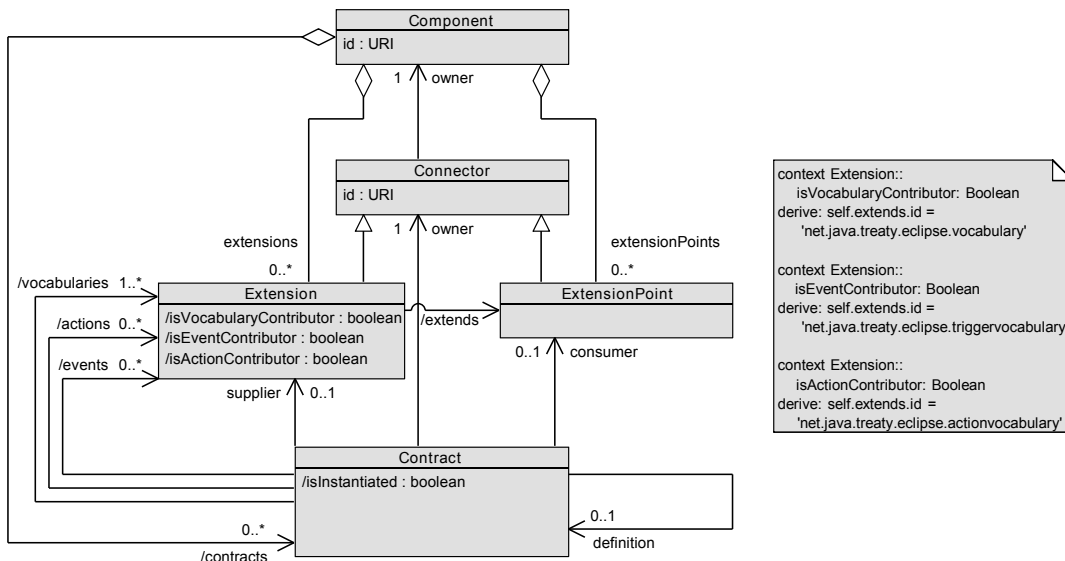 Component
id : URI
1 owner
Connector
id : URI
1 owner
extensions
0..*
extensionPoints
0..*
/vocabularies 1..*
/actions 0..*
/events 0..*
Extension
/isVocabularyContributor : boolean
/isEventContributor : boolean
/isActionContributor : boolean
/extends
ExtensionPoint
supplier 0..1
0..1 consumer
Contract
/isInstantiated : boolean
0..*
/contracts
0..1
definition
context Extension::
isVocabularyContributor: Boolean
derive: self.extends.id =
'net.java.treaty.eclipse.vocabulary'
context Extension::
isEventContributor: Boolean
derive: self.extends.id =
'net.java.treaty.eclipse.triggervocabulary
context Extension::
isActionContributor: Boolean
derive: self.extends.id =
'net.java.treaty.eclipse.actionvocabulary'